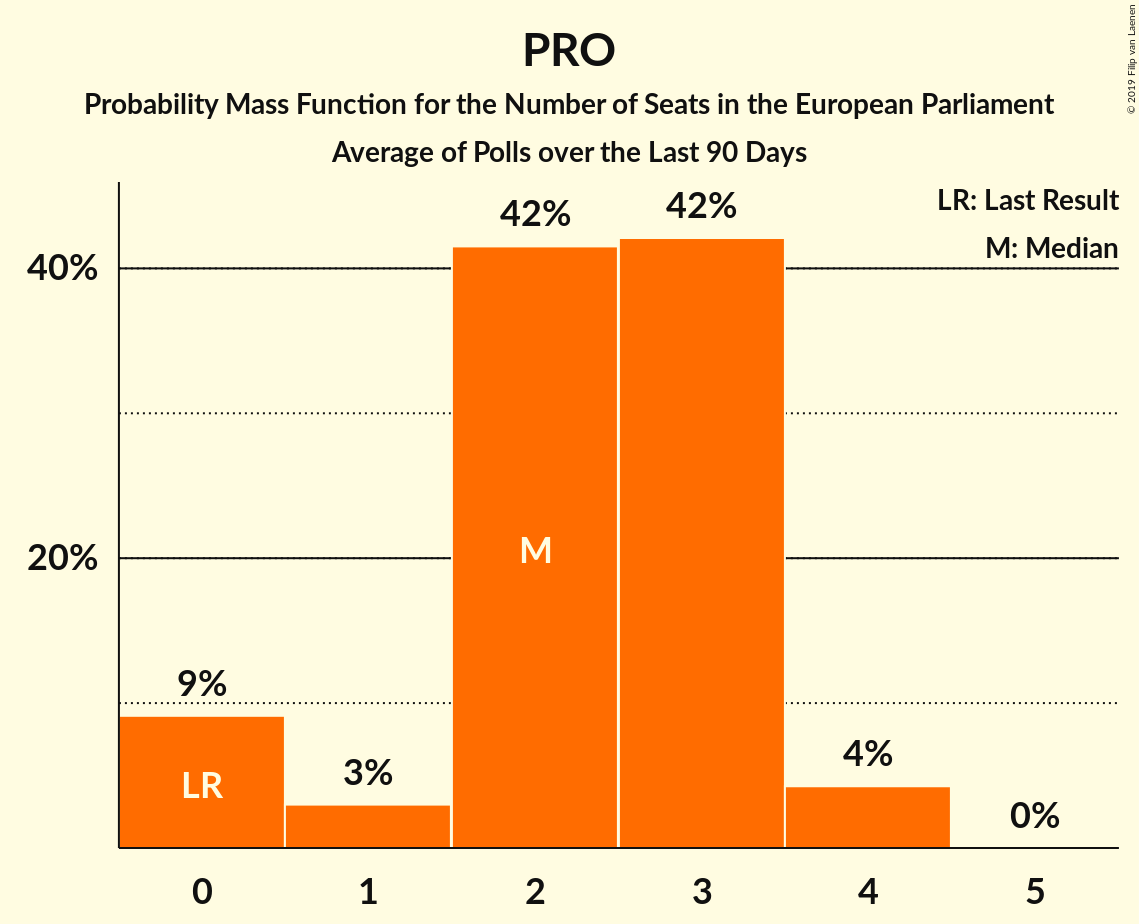 PRO
Probability Mass Function for the Number of Seats in the European Parliament
Average of Polls over the Last 90 Days
© 2019 Filip van Laenen
LR: Last Result
M: Median
42%
42%
40%
20%
M
9%
LR
3%
4%
0%
0
1
2
3
4
5